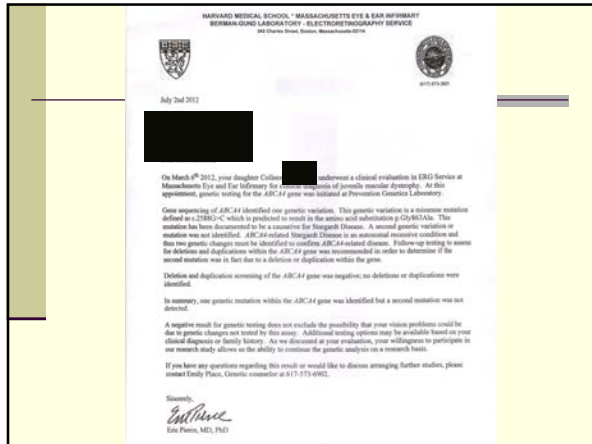 HARVARD MEDICAL SCHOOL * MASSACHUSETTS EYE & EAR INFIRMARY
BERMAN-GUND LABORATORY - ELECTRORETINOGRAPHY SERVICE
243 Charles Street, Boston, Massachusetts 02114
(617) 573-3621
July 2nd 2012
On March 6th 2012, your daughter Colleen underwent a clinical evaluation in ERG Service at
Massachusetts Eye and Ear Infirmary for diagnosis of juvenile macular dystrophy. At this
appointment, genetic testing for the ABCA4 gene was initiated at Prevention Genetics Laboratory.
Gene sequencing of ABCA4 identified one genetic variation. This genetic variation is a missense mutation
defined as c.2588G>C which is predicted to result in the amino acid substitution p.Gly863Ala. This
mutation has been documented to be a causative for Stargardt Disease. A second genetic variation or
mutation was not identified. ABCA4-related Stargardt Disease is an autosomal recessive condition and
thus two genetic changes must be identified to confirm ABCA4-related disease. Follow-up testing to assess
for deletions and duplications within the ABCA4 gene was recommended in order to determine if the
second mutation was in fact due to a deletion or duplication within the gene.
Deletion and duplication screening of the ABCA4 gene was negative; no deletions or duplications were
identified.
In summary, one genetic mutation within the ABCA4 gene was identified but a second mutation was not
detected.
A negative result for genetic testing does not exclude the possibility that your vision problems could be
due to genetic changes not tested by this assay. Additional testing options may be available based on your
clinical diagnosis or family history. As we discussed at your evaluation, your willingness to participate in
our research study allows us the ability to continue the genetic analysis on a research basis.
If you have any questions regarding this result or would like to discuss arranging further studies, please
contact Emily Place, Genetic counselor at 617-573-6902.
Sincerely,
Eric Pierce
Eric Pierce, MD, PhD